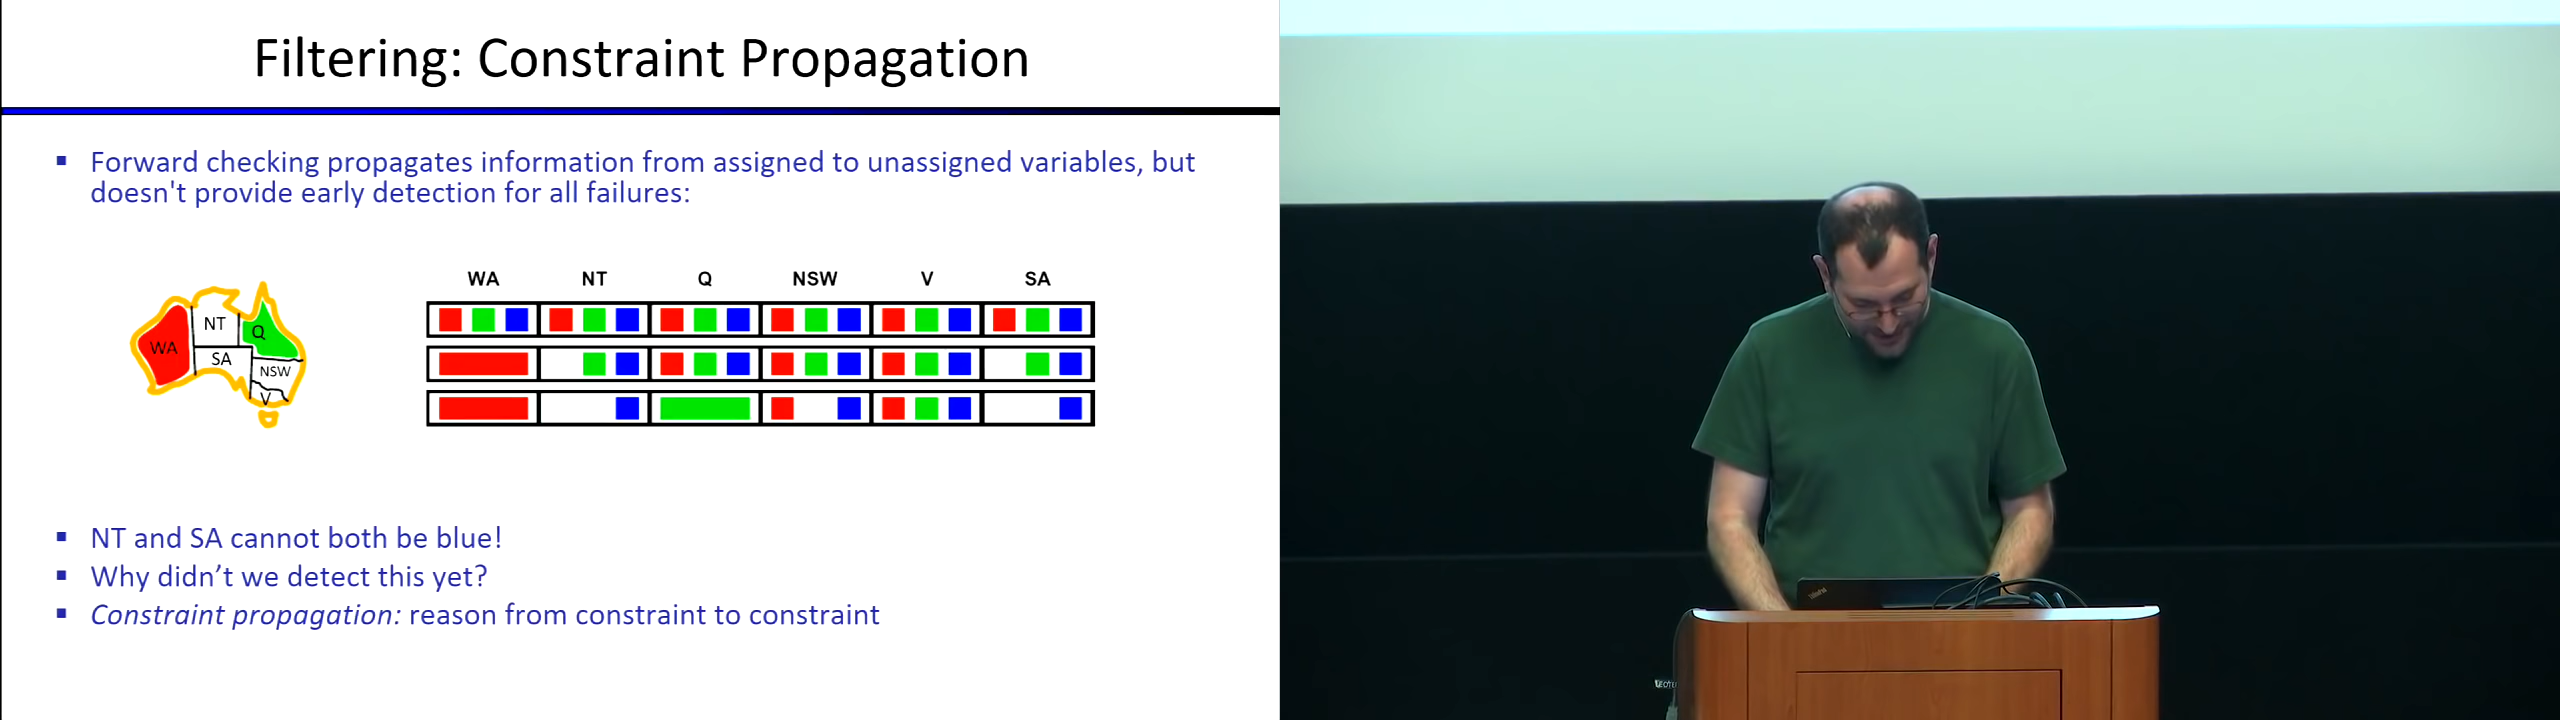 Filtering: Constraint Propagation
Forward checking propagates information from assigned to unassigned variables, but
doesn't provide early detection for all failures:
WA NT Q NSW V SA
WA
NT
Q
SA
NSW
V
NT and SA cannot both be blue!
Why didn’t we detect this yet?
Constraint propagation: reason from constraint to constraint
ThinkPad